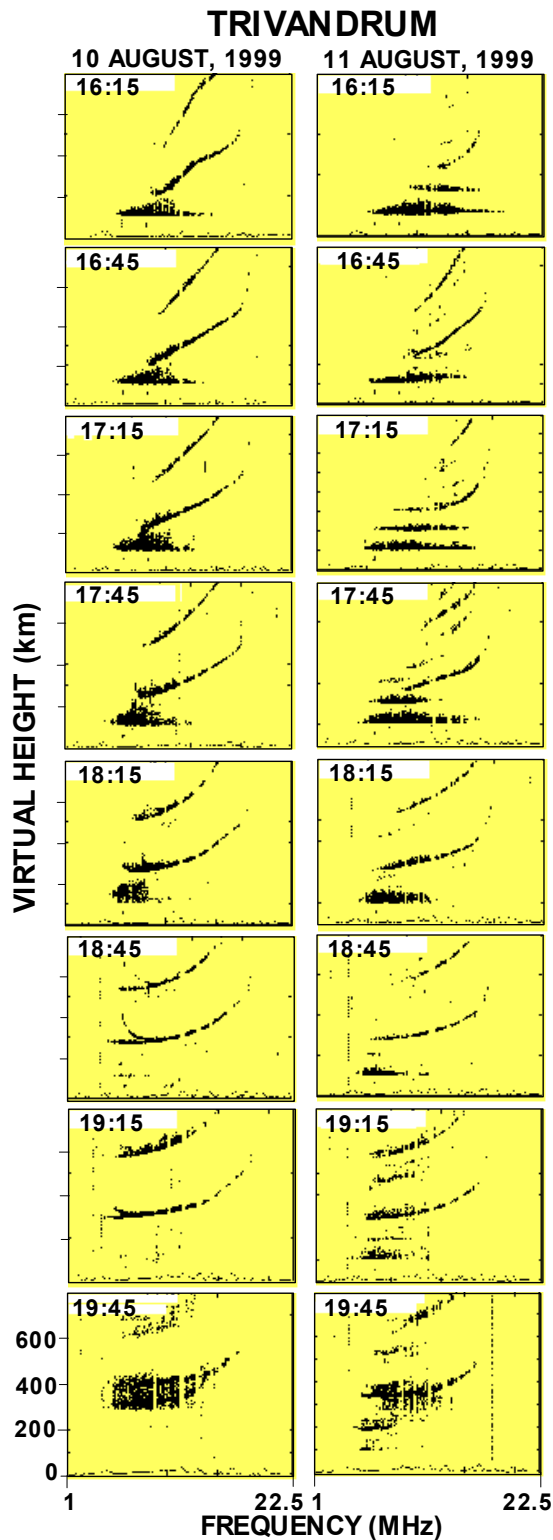 TRIVANDRUM
10 AUGUST, 1999 11 AUGUST, 1999
16:15 16:15
16:45 16:45
17:15 17:15
17:45 17:45
18:15 18:15
18:45 18:45
19:15 19:15
19:45 19:45
VIRTUAL HEIGHT (km)
600
400
200
0
1 22.5 1 22.5
FREQUENCY (MHz)